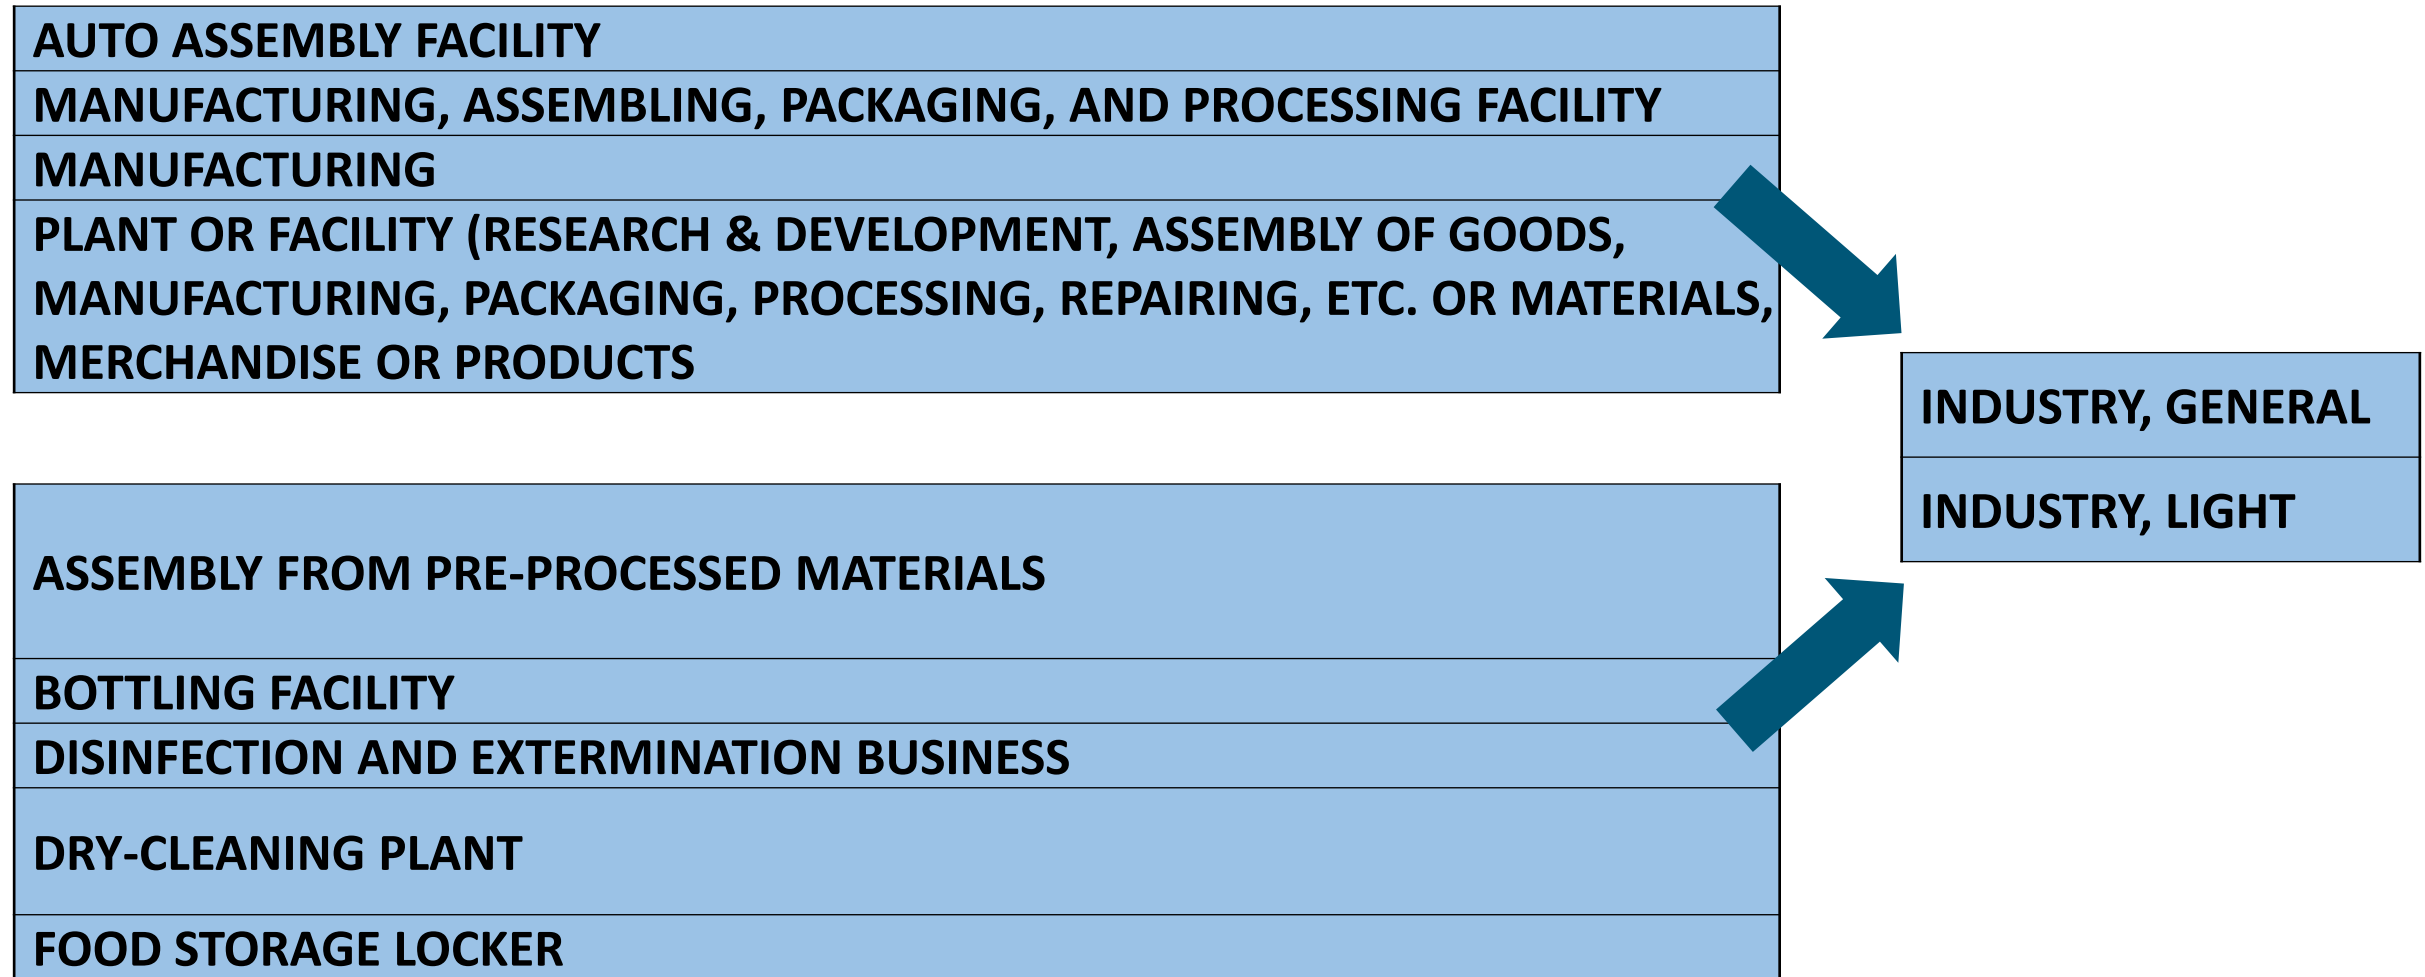 AUTO ASSEMBLY FACILITY
MANUFACTURING, ASSEMBLING, PACKAGING, AND PROCESSING FACILITY
MANUFACTURING
PLANT OR FACILITY (RESEARCH & DEVELOPMENT, ASSEMBLY OF GOODS,
MANUFACTURING, PACKAGING, PROCESSING, REPAIRING, ETC. OR MATERIALS,
MERCHANDISE OR PRODUCTS
INDUSTRY, GENERAL
INDUSTRY, LIGHT
ASSEMBLY FROM PRE-PROCESSED MATERIALS
BOTTLING FACILITY
DISINFECTION AND EXTERMINATION BUSINESS
DRY-CLEANING PLANT
FOOD STORAGE LOCKER